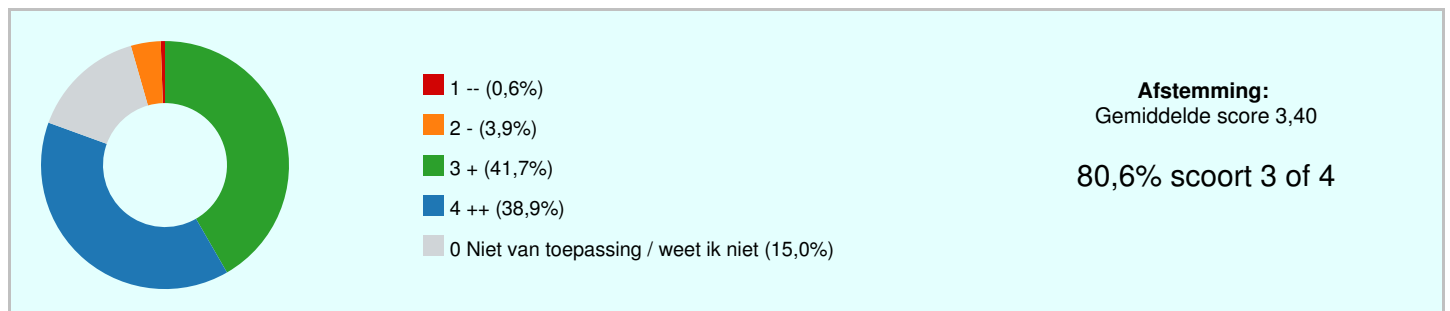 1 -- (0,6%)
2 - (3,9%)
3 + (41,7%)
4 ++ (38,9%)
0 Niet van toepassing / weet ik niet (15,0%)
Afstemming:
Gemiddelde score 3,40
80,6% scoort 3 of 4